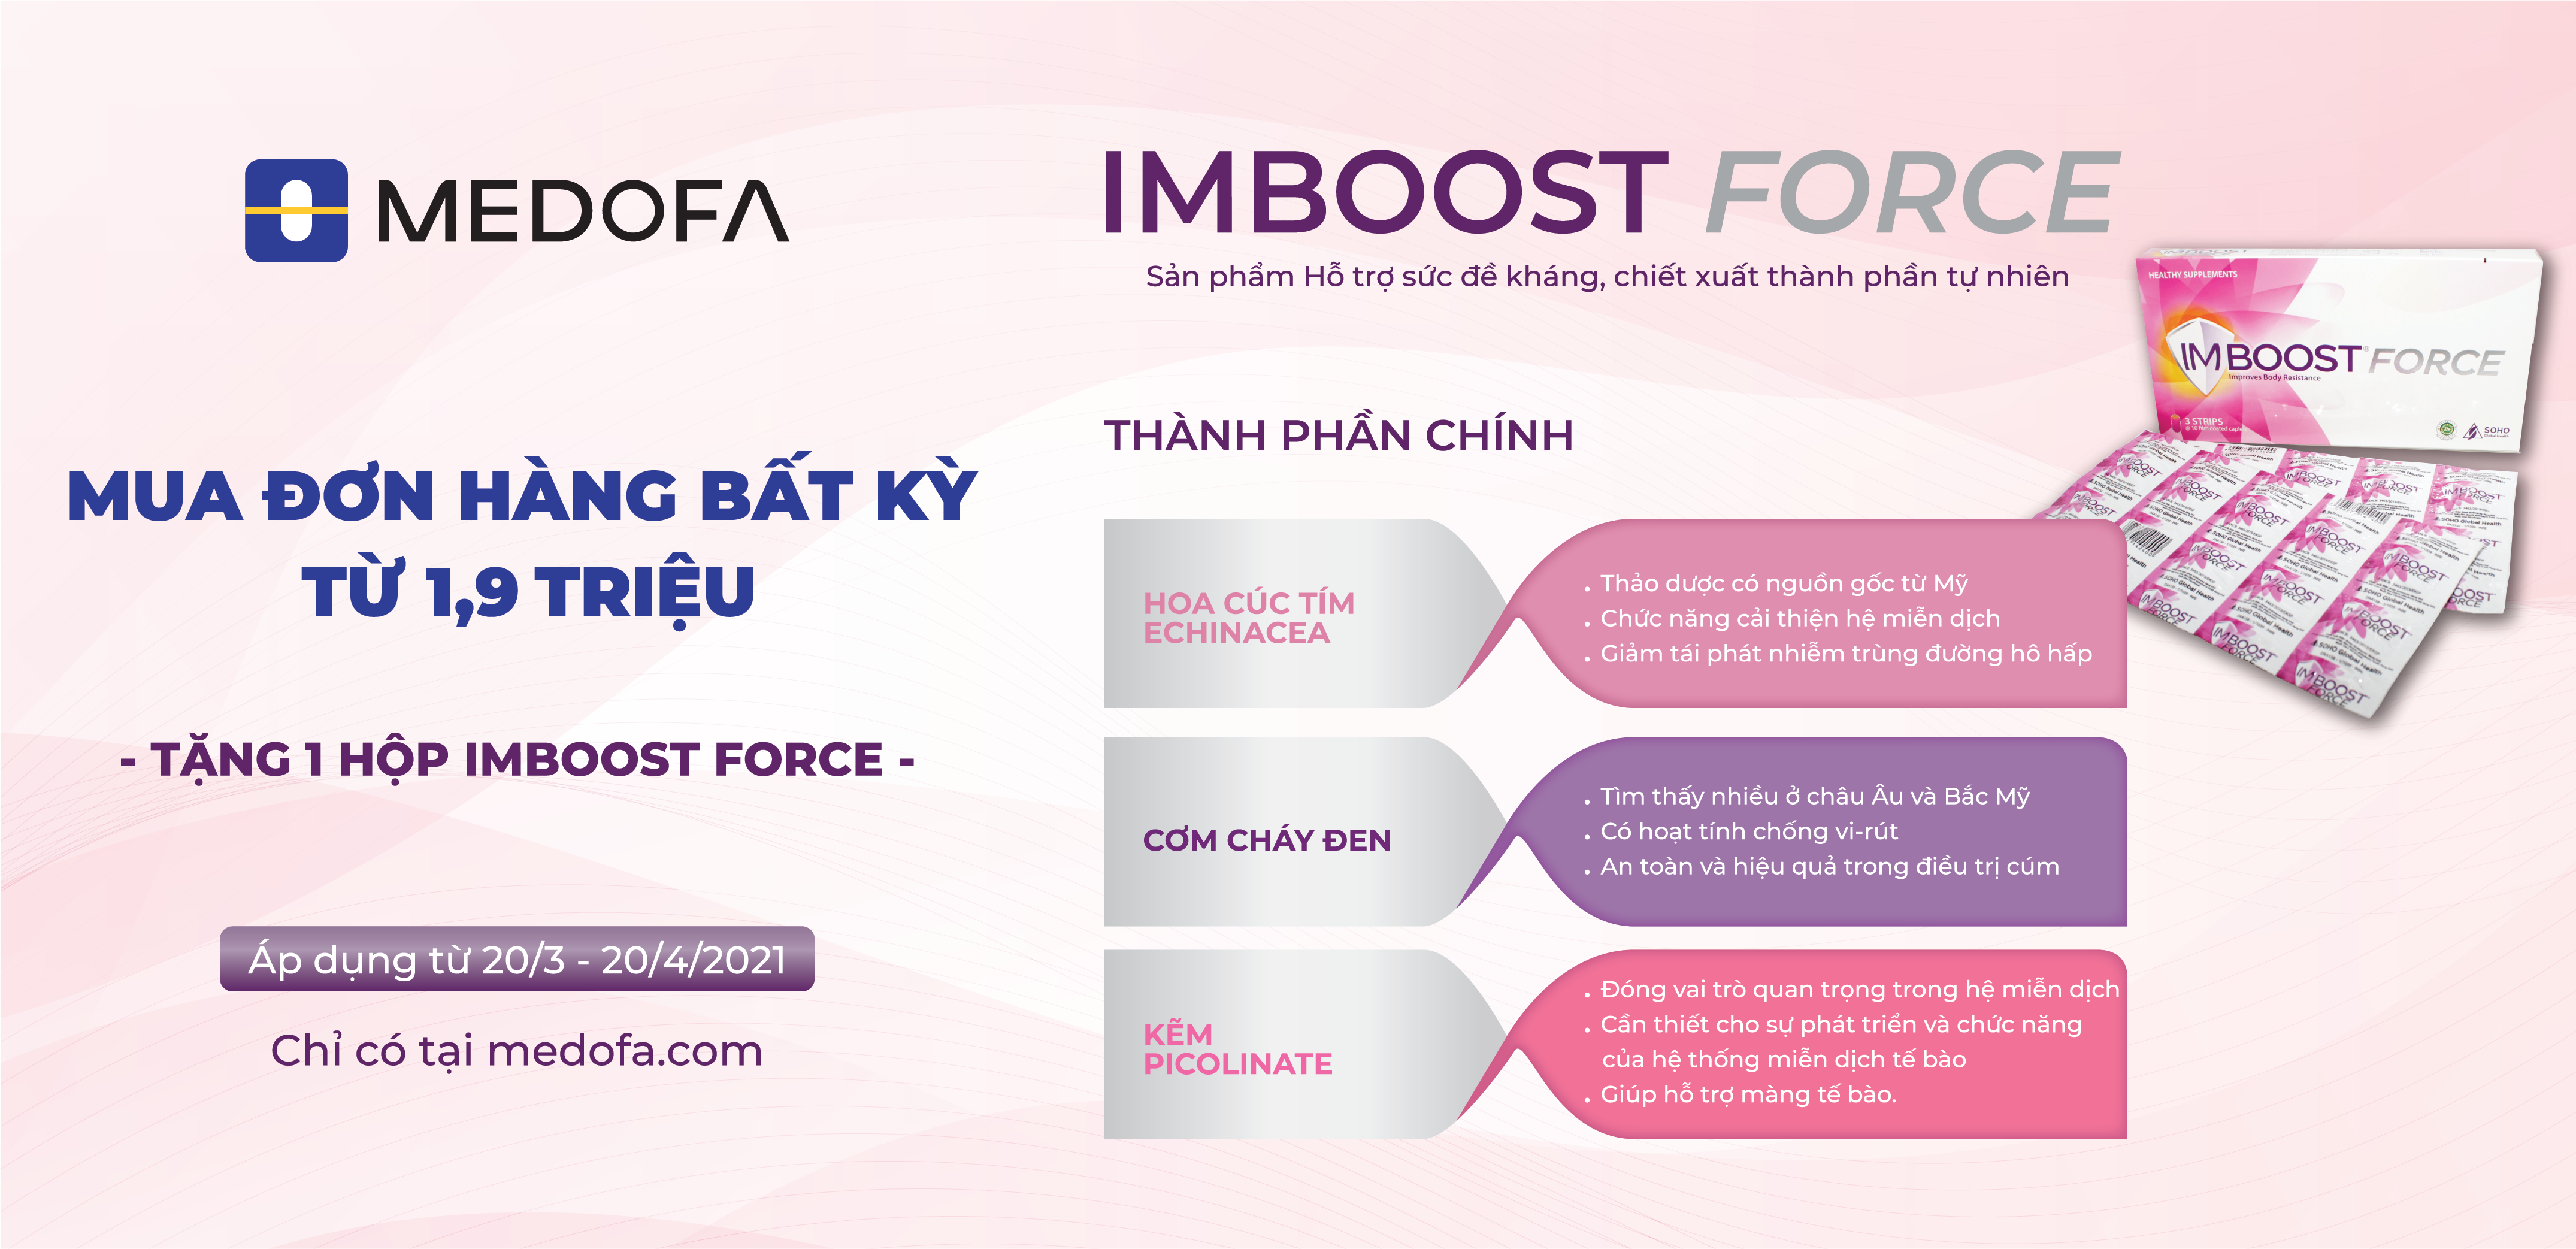 MEDOFA
MUA ĐƠN HÀNG BẤT KỲ
TỪ 1,9 TRIỆU
- TẶNG 1 HỘP IMBOOST FORCE -
Áp dụng từ 20/3 - 20/4/2021
Chỉ có tại medofa.com
IMBOOST FORCE
Sản phẩm Hỗ trợ sức đề kháng, chiết xuất thành phần tự nhiên
HEALTHY SUPPLEMENTS
IMBOOST® FORCE
Improves Body Resistance
3 STRIPS
SOHO
THÀNH PHẦN CHÍNH
HOA CÚC TÍM
ECHINACEA
. Thảo dược có nguồn gốc từ Mỹ
. Chức năng cải thiện hệ miễn dịch
. Giảm tái phát nhiễm trùng đường hô hấp
CƠM CHÁY ĐEN
. Tìm thấy nhiều ở châu Âu và Bắc Mỹ
. Có hoạt tính chống vi-rút
. An toàn và hiệu quả trong điều trị cúm
KẼM
PICOLINATE
. Đóng vai trò quan trọng trong hệ miễn dịch
. Cần thiết cho sự phát triển và chức năng
của hệ thống miễn dịch tế bào
. Giúp hỗ trợ màng tế bào.